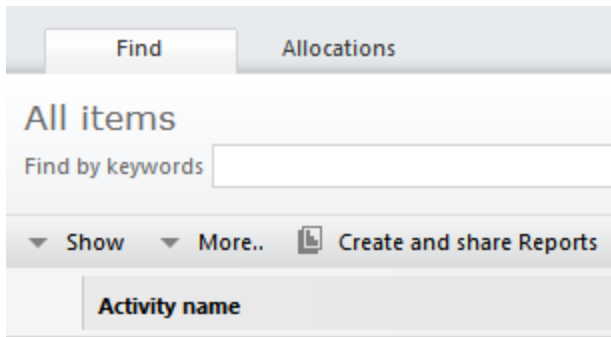 Find Allocations
All items
Find by keywords
Show More.. Create and share Reports
Activity name